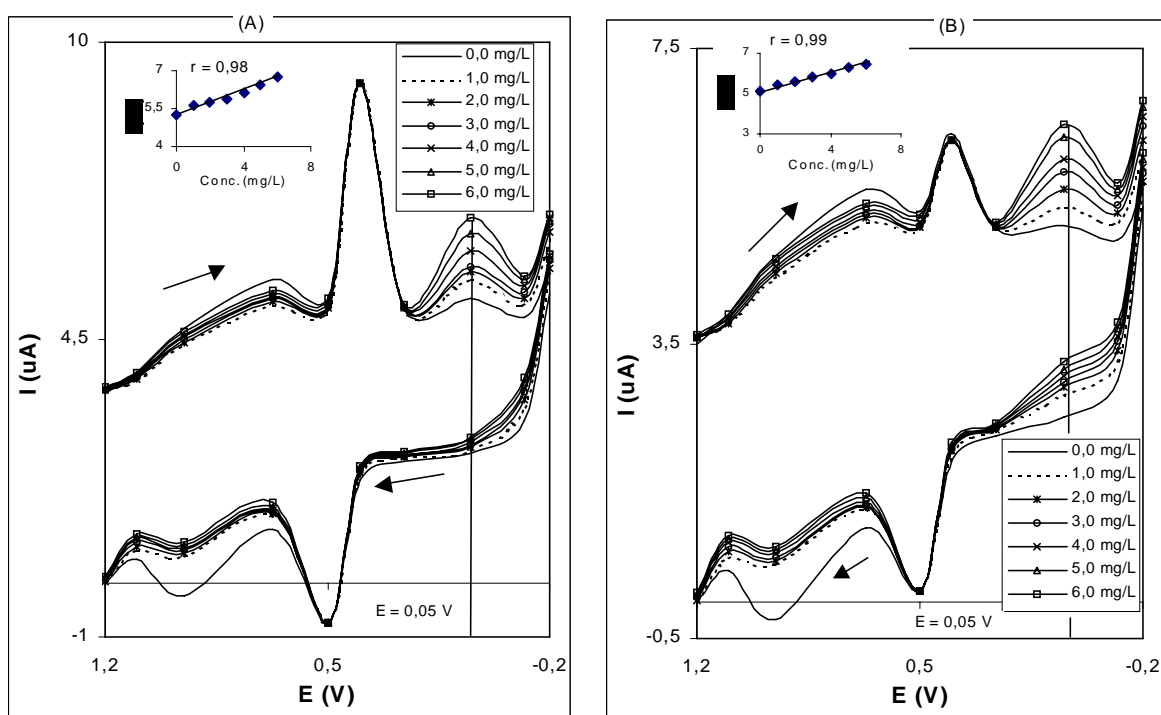 (A)
10
4,5
-1
I (uA)
r = 0,98
7
5,5
4
0 4 8
Conc. (mg/L)
0,0 mg/L
1,0 mg/L
2,0 mg/L
3,0 mg/L
4,0 mg/L
5,0 mg/L
6,0 mg/L
E = 0,05 V
1,2 0,5 -0,2
E (V)
(B)
7,5
3,5
-0,5
I (uA)
r = 0,99
7
5
3
0 4 8
Conc. (mg/L)
0,0 mg/L
1,0 mg/L
2,0 mg/L
3,0 mg/L
4,0 mg/L
5,0 mg/L
6,0 mg/L
E = 0,05 V
1,2 0,5 -0,2
E (V)